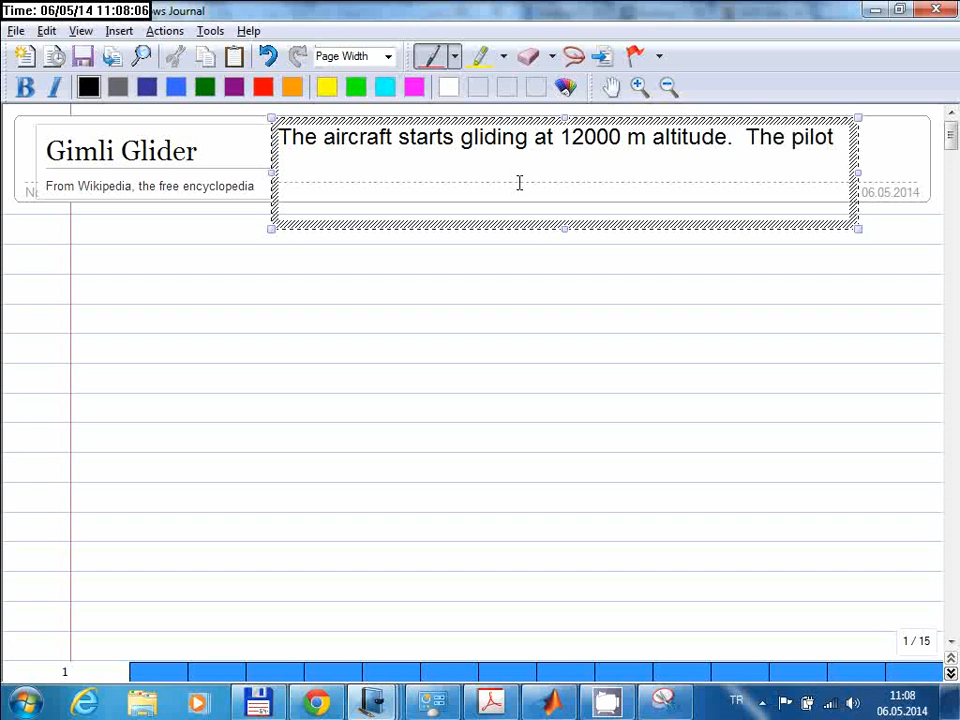 Time: 06/05/14 11:08:06 ws Journal
File Edit View Insert Actions Tools Help
Page Width
B I
Gimli Glider
From Wikipedia, the free encyclopedia
The aircraft starts gliding at 12000 m altitude. The pilot
06.05.2014
1 / 15
1
TR
11:08
06.05.2014